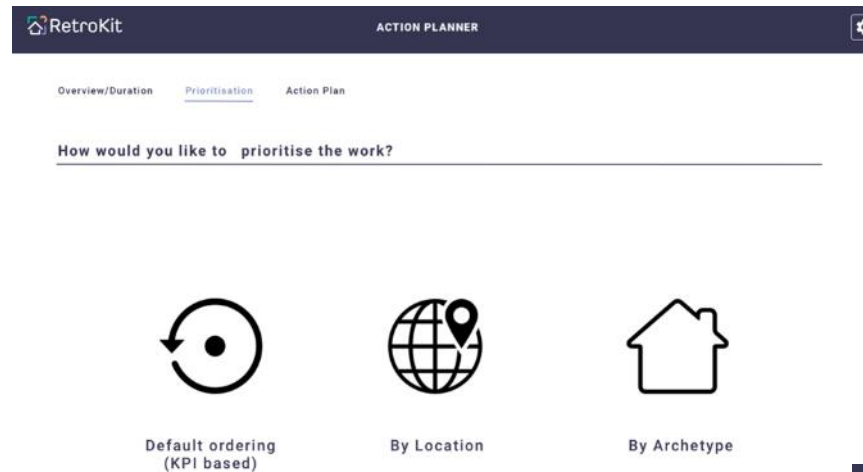 RetroKit
ACTION PLANNER
Overview/Duration
Prioritisation
Action Plan
How would you like to prioritise the work?
Default ordering
(KPI based)
By Location
By Archetype